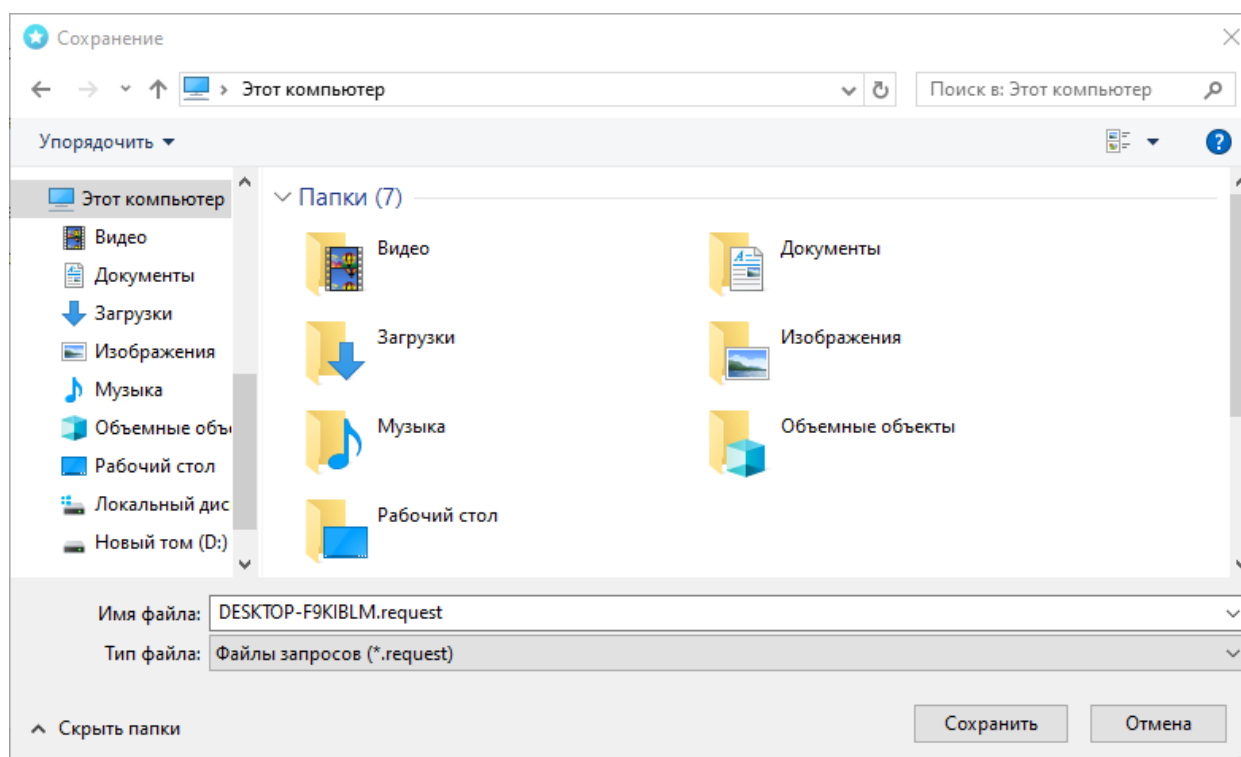 Сохранение
Этот компьютер
Поиск в: Этот компьютер
Упорядочить
?
Этот компьютер
Видео
Документы
Загрузки
Изображения
Музыка
Объемные объ
Рабочий стол
Локальный дис
Новый том (D:)
Папки (7)
Видео
Документы
Загрузки
Изображения
Музыка
Объемные объекты
Рабочий стол
Имя файла: DESKTOP-F9KIBLM.request
Тип файла: Файлы запросов (*.request)
Скрыть папки
Сохранить
Отмена